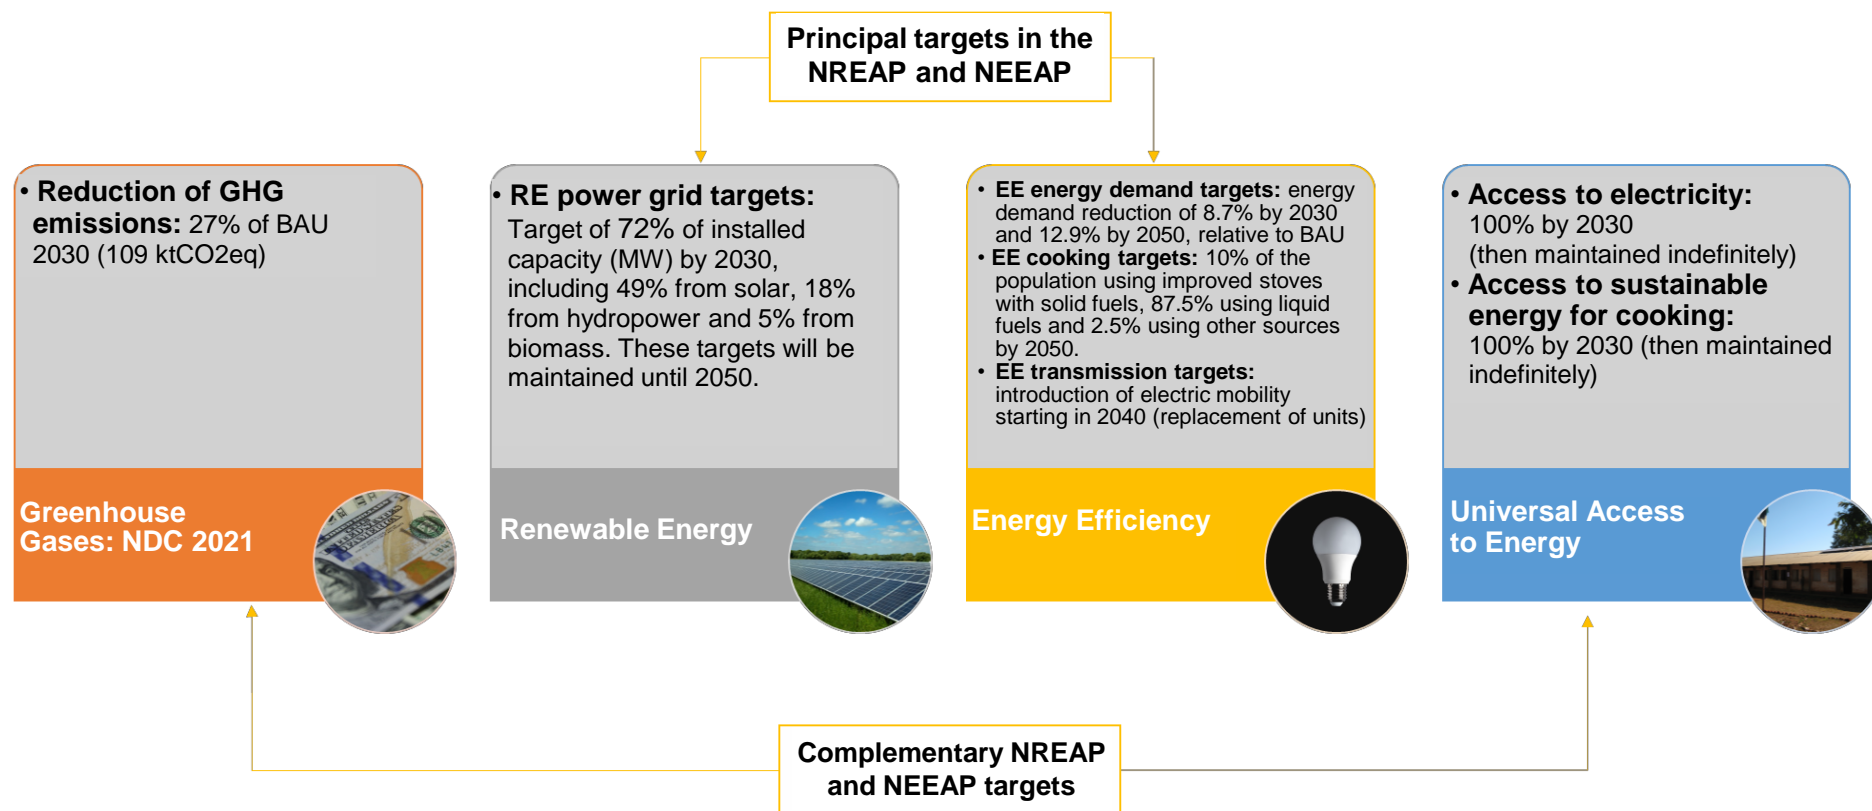 Principal targets in the
NREAP and NEEAP
• Reduction of GHG
emissions: 27% of BAU
2030 (109 ktCO2eq)
Greenhouse
Gases: NDC 2021
• RE power grid targets:
Target of 72% of installed
capacity (MW) by 2030,
including 49% from solar, 18%
from hydropower and 5% from
biomass. These targets will be
maintained until 2050.
Renewable Energy
• EE energy demand targets: energy
demand reduction of 8.7% by 2030
and 12.9% by 2050, relative to BAU
• EE cooking targets: 10% of the
population using improved stoves
with solid fuels, 87.5% using liquid
fuels and 2.5% using other sources
by 2050.
• EE transmission targets:
introduction of electric mobility
starting in 2040 (replacement of units)
Energy Efficiency
• Access to electricity:
100% by 2030
(then maintained indefinitely)
• Access to sustainable
energy for cooking:
100% by 2030 (then maintained
indefinitely)
Universal Access
to Energy
Complementary NREAP
and NEEAP targets